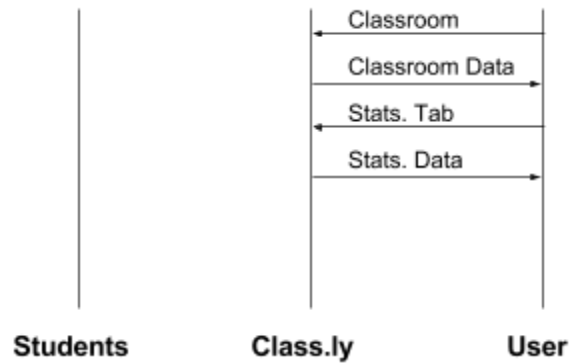 Classroom
Classroom Data
Stats. Tab
Stats. Data
Students Class.ly User